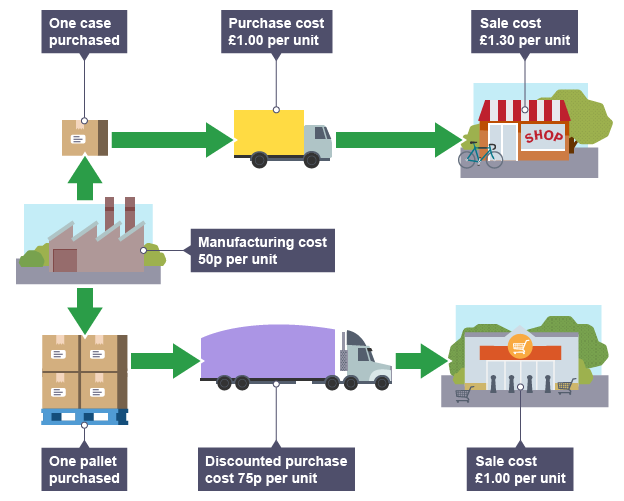 One case
purchased
Purchase cost
£1.00 per unit
Sale cost
£1.30 per unit
SHOP
Manufacturing cost
50p per unit
One pallet
purchased
Discounted purchase
cost 75p per unit
Sale cost
£1.00 per unit